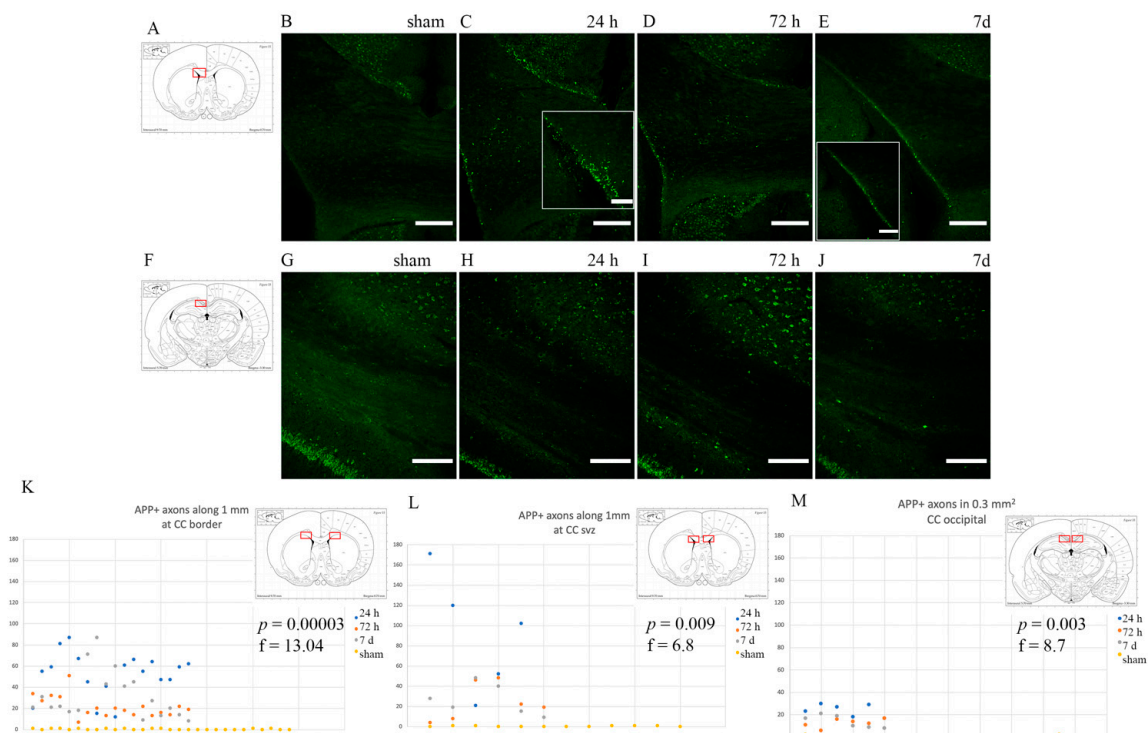 A
B sham
C 24 h
D 72 h
E 7d
F
G sham
H 24 h
I 72 h
J 7d
K
APP+ axons along 1 mm
at CC border
180
160
140
120
100
80
60
40
20
0
p = 0.00003
f = 13.04
24 h
72 h
7 d
sham
L
APP+ axons along 1mm
at CC svz
180
160
140
120
100
80
60
40
20
0
p = 0.009
f = 6.8
24 h
72 h
7 d
sham
M
APP+ axons in 0.3 mm²
CC occipital
180
160
140
120
100
80
60
40
20
p = 0.003
f = 8.7
24 h
72 h
7 d
sham